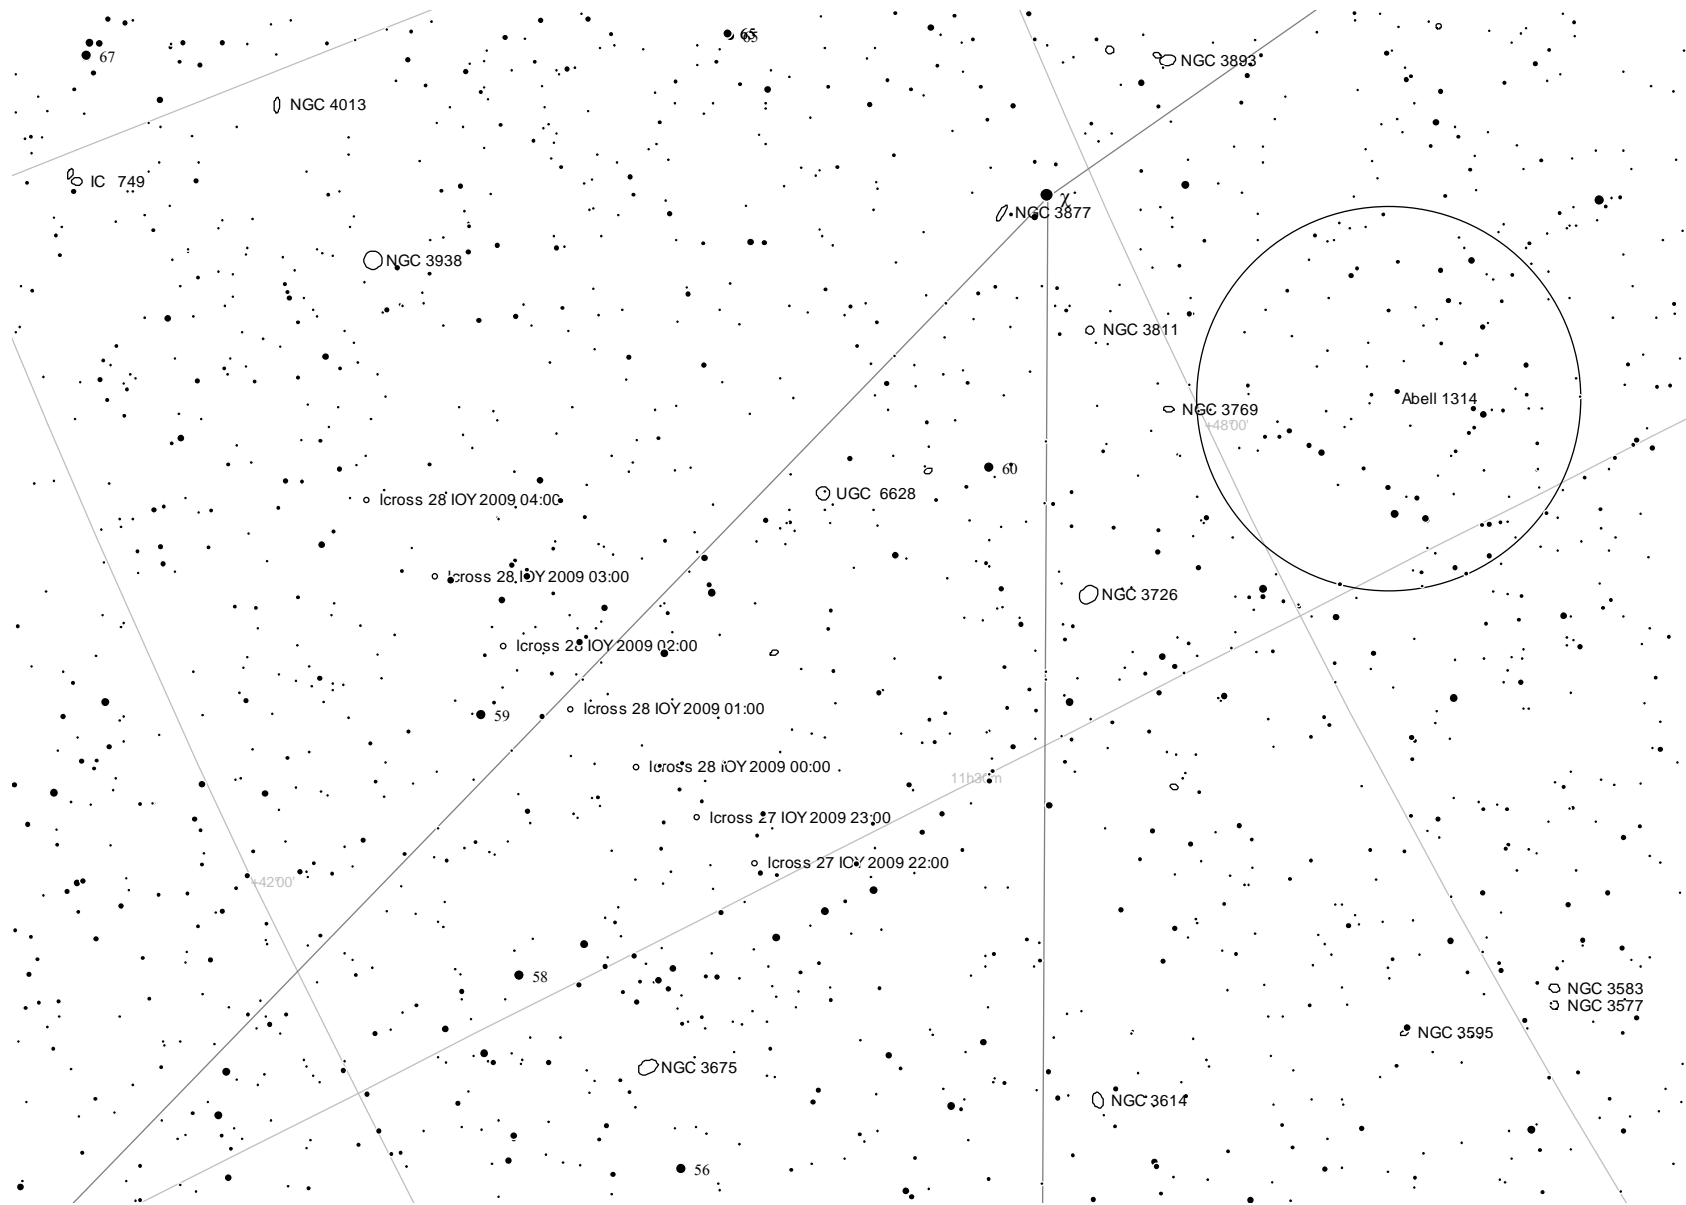 65
67
NGC 3893
NGC 4013
IC 749
χ
NGC 3877
NGC 3938
NGC 3811
Abell 1314
NGC 3769
+48°00'
60
UGC 6628
Icross 28 IOY 2009 04:00
Icross 28 IOY 2009 03:00
NGC 3726
Icross 28 IOY 2009 02:00
Icross 28 IOY 2009 01:00
59
Icross 28 IOY 2009 00:00
11h30m
Icross 27 IOY 2009 23:00
Icross 27 IOY 2009 22:00
+42°00'
58
NGC 3583
NGC 3577
NGC 3595
NGC 3675
NGC 3614
56